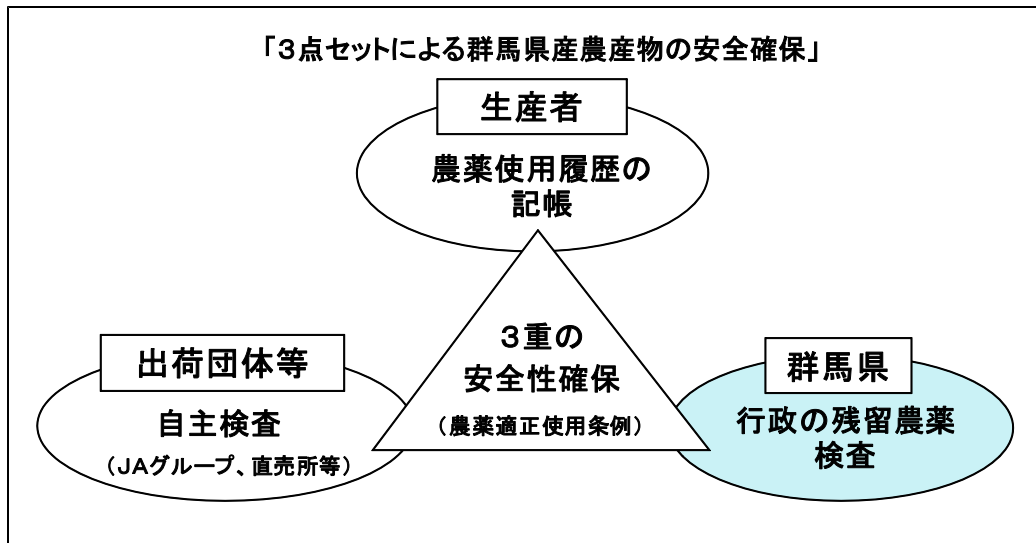 「３点セットによる群馬県産農産物の安全確保」
生産者
農薬使用履歴の
記帳
３重の
安全性確保
（農薬適正使用条例）
出荷団体等
自主検査
（ＪＡグループ、直売所等）
群馬県
行政の残留農薬
検査